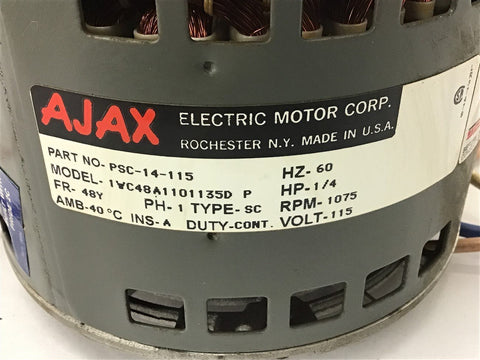 AJAX ELECTRIC MOTOR CORP.
ROCHESTER N.Y. MADE IN U.S.A.
PART NO- PSC-14-115 HZ- 60
MODEL- 1WC48A1101135D P HP-1/4
FR- 48Y PH-1 TYPE-SC RPM-1075
AMB-40°C INS-A DUTY-CONT. VOLT-115